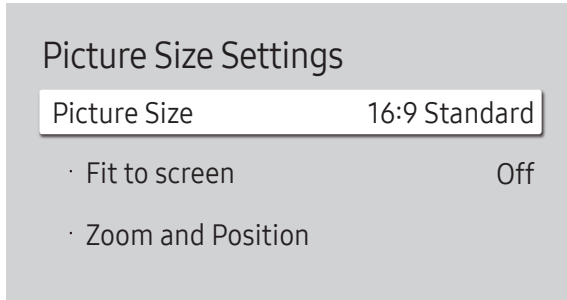 Picture Size Settings
Picture Size 16:9 Standard
· Fit to screen Off
· Zoom and Position